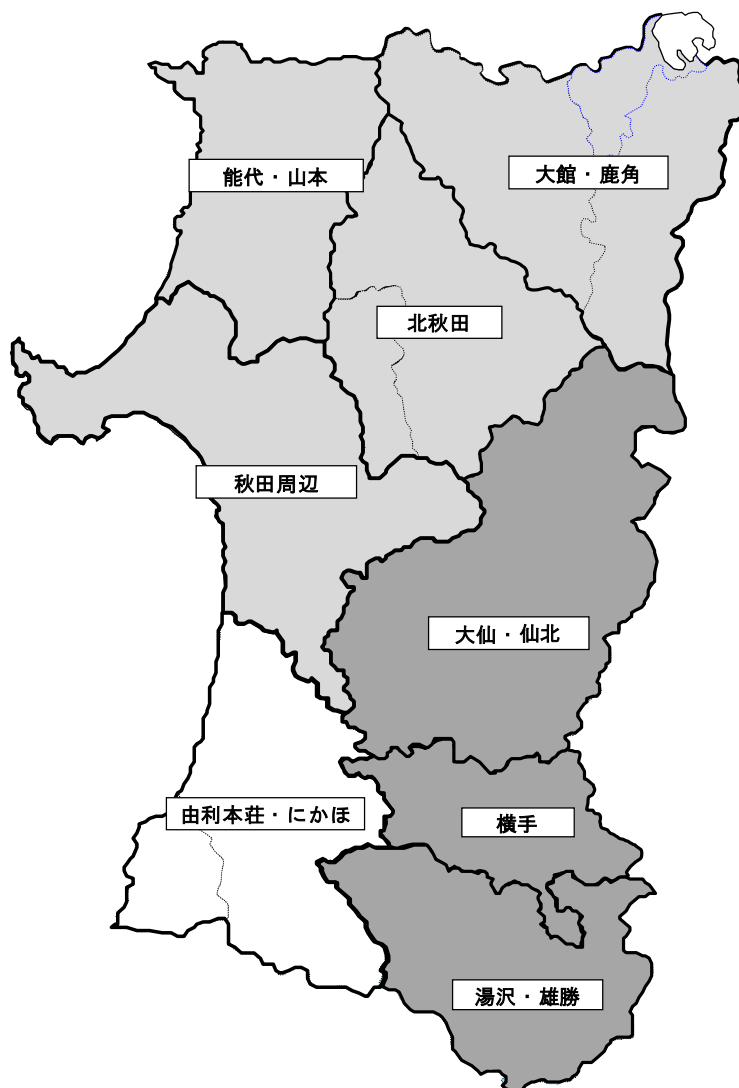 能代・山本
大館・鹿角
北秋田
秋田周辺
大仙・仙北
由利本荘・にかほ
横手
湯沢・雄勝